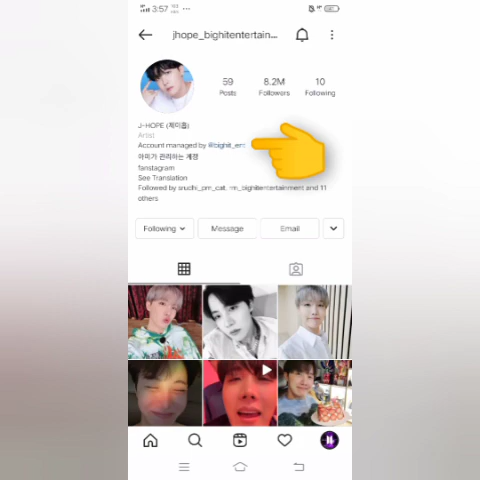 3:57
jhope_bighitentertain...
59
8.2M
10
Posts
Followers
Following
J-HOPE (제이홉)
Artist
Account managed by @bighit_ent
아미가 관리하는 계정
fanstagram
See Translation
Followed by srudhi_pm_cat, rm_bighitentertainment and 11
others
Following
Message
Email